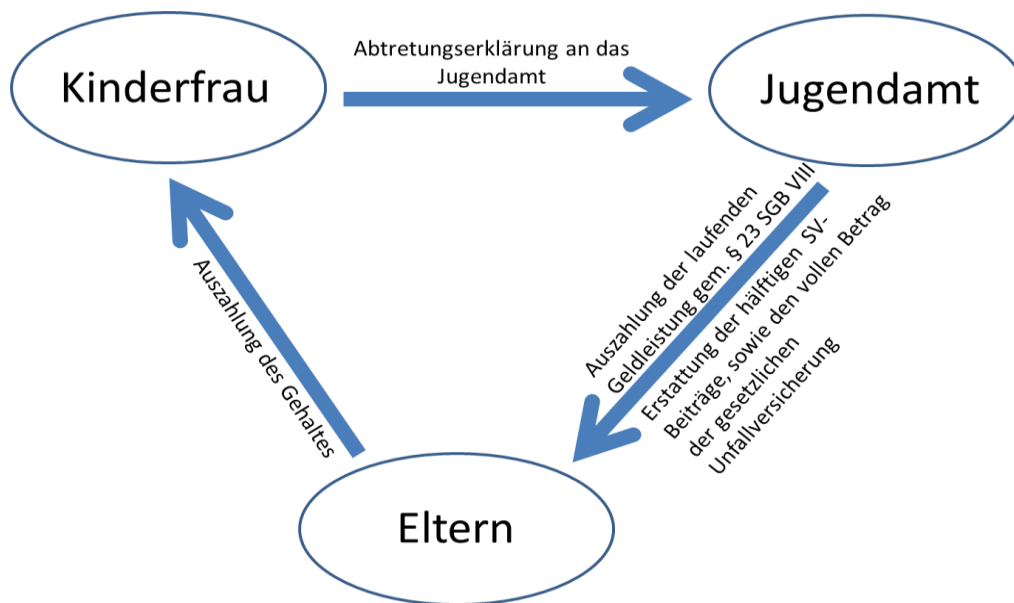 Kinderfrau
Abtretungserklärung an das
Jugendamt
Jugendamt
Auszahlung der laufenden
Geldleistung gem. § 23 SGB VIII
Erstattung der hälftigen SV-
Beiträge, sowie den vollen Betrag
der gesetzlichen
Unfallversicherung
Auszahlung des Gehaltes
Eltern